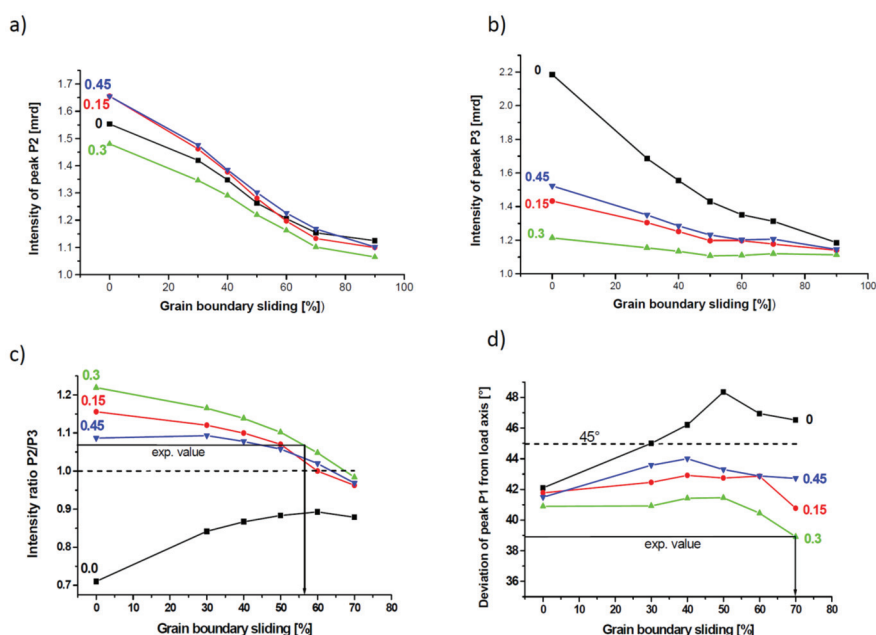 a)
Intensity of peak P2 [mrd]
1.7
1.6
1.5
1.4
1.3
1.2
1.1
1.0
0.45
0.15
0
0.3
0 20 40 60 80 100
Grain boundary sliding [%])
b)
Intensity of peak P3 [mrd]
2.2
2.0
1.8
1.6
1.4
1.2
1.0
0
0.45
0.15
0.3
0 20 40 60 80 100
Grain boundary sliding [%])
c)
Intensity ratio P2/P3
1.2
1.1
1.0
0.9
0.8
0.7
0.3
0.15
0.45
exp. value
0.0
0 10 20 30 40 50 60 70 80
Grain boundary sliding [%]
d)
Deviation of peak P1 from load axis [°]
48
46
44
42
40
38
36
0
45°
0.45
0.15
0.3
exp. value
0 10 20 30 40 50 60 70 80
Grain boundary sliding [%]